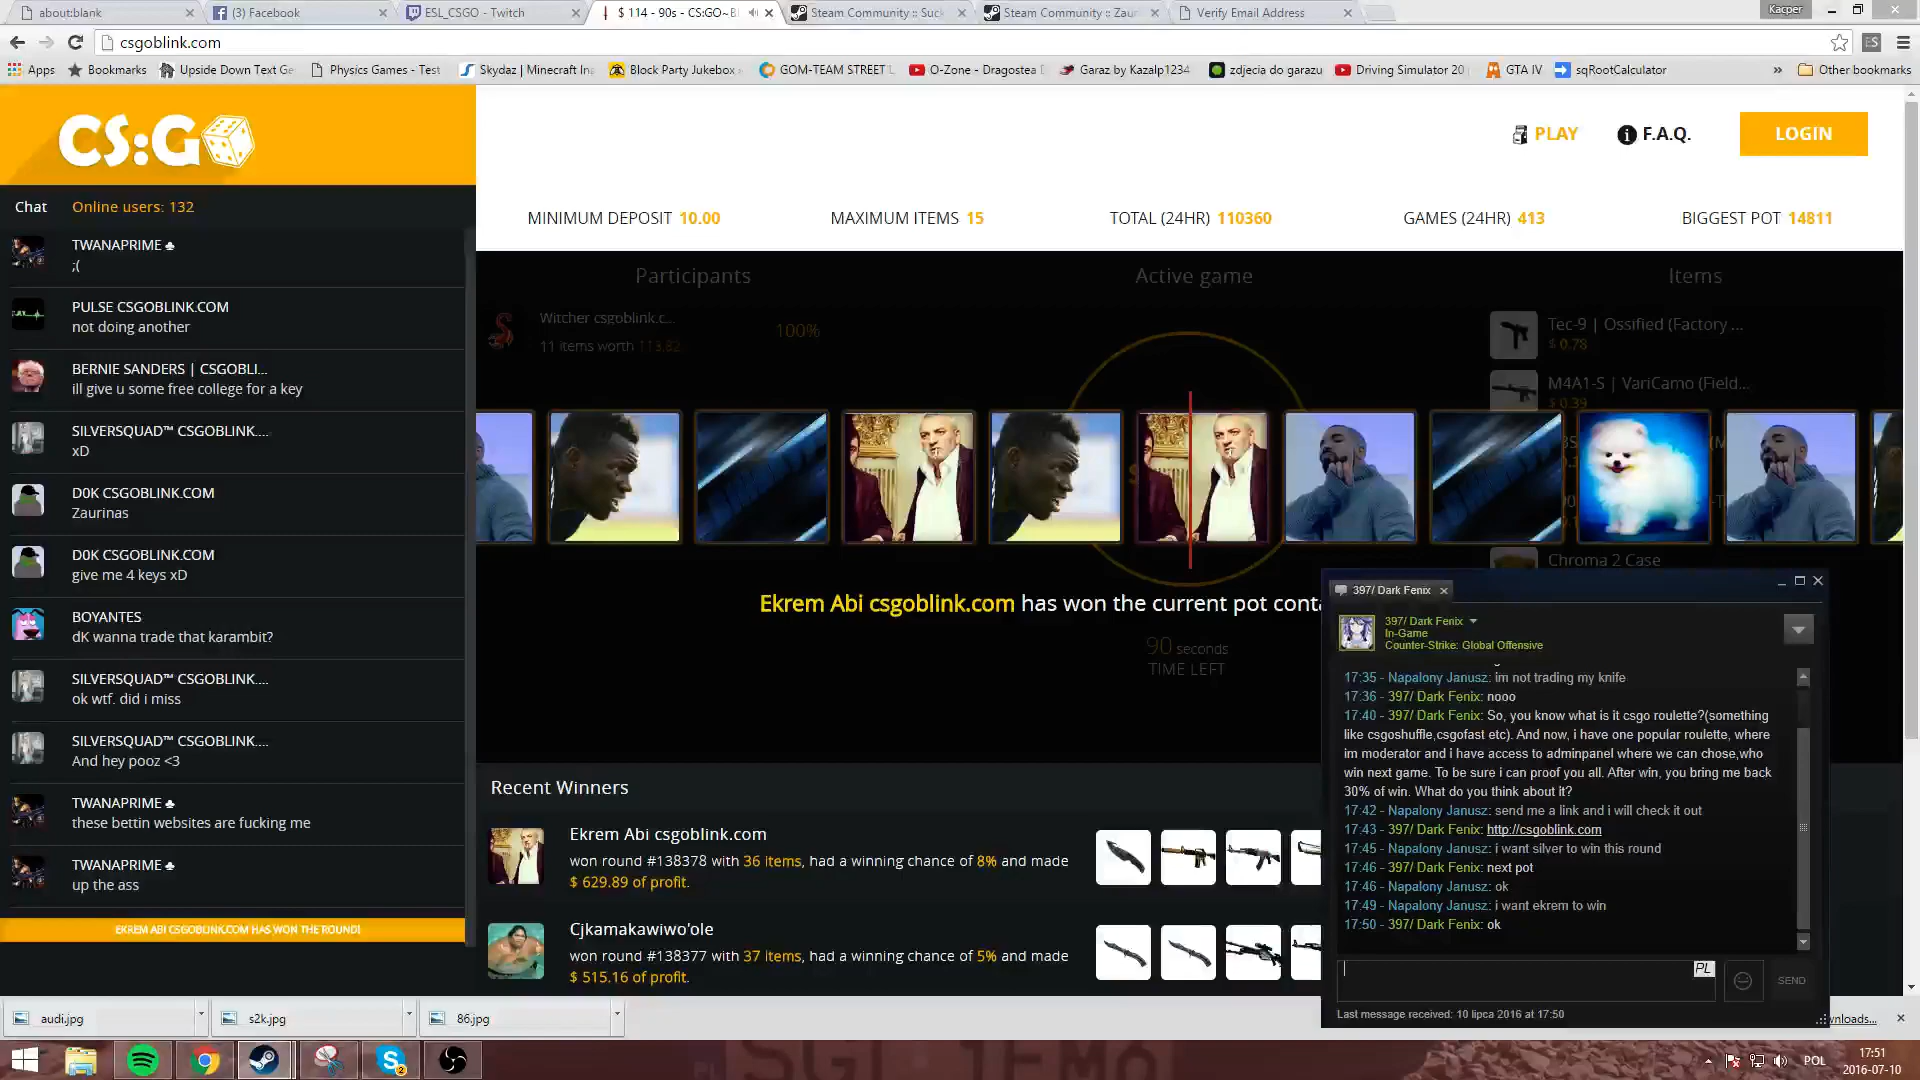 about:blank
(3) Facebook
ESL_CSGO - Twitch
$ 114 - 90s - CS:GO~B
Steam Community :: Suc
Steam Community :: Zau
Verify Email Address
Kacper
csgoblink.com
ES
Apps
Bookmarks
Upside Down Text Ge
Physics Games - Test
Skydaz | Minecraft In
Block Party Jukebox
GOM-TEAM STREET L
O-Zone - Dragostea
Garaz by Kazalp1234
zdjecia do garazu
Driving Simulator 20
GTA IV
sqRootCalculator
»
Other bookmarks
CS:GO
PLAY
F.A.Q.
LOGIN
Chat
Online users: 132
MINIMUM DEPOSIT 10.00
MAXIMUM ITEMS 15
TOTAL (24HR) 110360
GAMES (24HR) 413
BIGGEST POT 14811
TWANAPRIME ♣
;(
PULSE CSGOBLINK.COM
not doing another
BERNIE SANDERS | CSGOBLI...
ill give u some free college for a key
SILVERSQUAD™ CSGOBLINK....
xD
D0K CSGOBLINK.COM
Zaurinas
D0K CSGOBLINK.COM
give me 4 keys xD
BOYANTES
dK wanna trade that karambit?
SILVERSQUAD™ CSGOBLINK....
ok wtf. did i miss
SILVERSQUAD™ CSGOBLINK....
And hey pooz <3
TWANAPRIME ♣
these bettin websites are fucking me
TWANAPRIME ♣
up the ass
EKREM ABI CSGOBLINK.COM HAS WON THE ROUND!
Participants
Active game
Items
Witcher csgoblink.c...
11 items worth 113.82
100%
Tec-9 | Ossified (Factory ...
$ 0.78
M4A1-S | VariCamo (Field...
$ 0.39
Chroma 2 Case
Ekrem Abi csgoblink.com has won the current pot conta
90 seconds
TIME LEFT
Recent Winners
Ekrem Abi csgoblink.com
won round #138378 with 36 items, had a winning chance of 8% and made
$ 629.89 of profit.
Cjkamakawiwo'ole
won round #138377 with 37 items, had a winning chance of 5% and made
$ 515.16 of profit.
397/ Dark Fenix
397/ Dark Fenix
In-Game
Counter-Strike: Global Offensive
17:35 - Napalony Janusz: im not trading my knife
17:36 - 397/ Dark Fenix: nooo
17:40 - 397/ Dark Fenix: So, you know what is it csgo roulette?(something
like csgoshuffle,csgofast etc). And now, i have one popular roulette, where
im moderator and i have access to adminpanel where we can chose,who
win next game. To be sure i can proof you all. After win, you bring me back
30% of win. What do you think about It?
17:42 - Napalony Janusz: send me a link and i will check it out
17:43 - 397/ Dark Fenix: http://csgoblink.com
17:45 - Napalony Janusz: i want silver to win this round
17:46 - 397/ Dark Fenix: next pot
17:46 - Napalony Janusz: ok
17:49 - Napalony Janusz: i want ekrem to win
17:50 - 397/ Dark Fenix: ok
PL
SEND
Last message received: 10 lipca 2016 at 17:50
audi.jpg
s2k.jpg
86.jpg
wnloads...
2
POL
17:51
2016-07-10